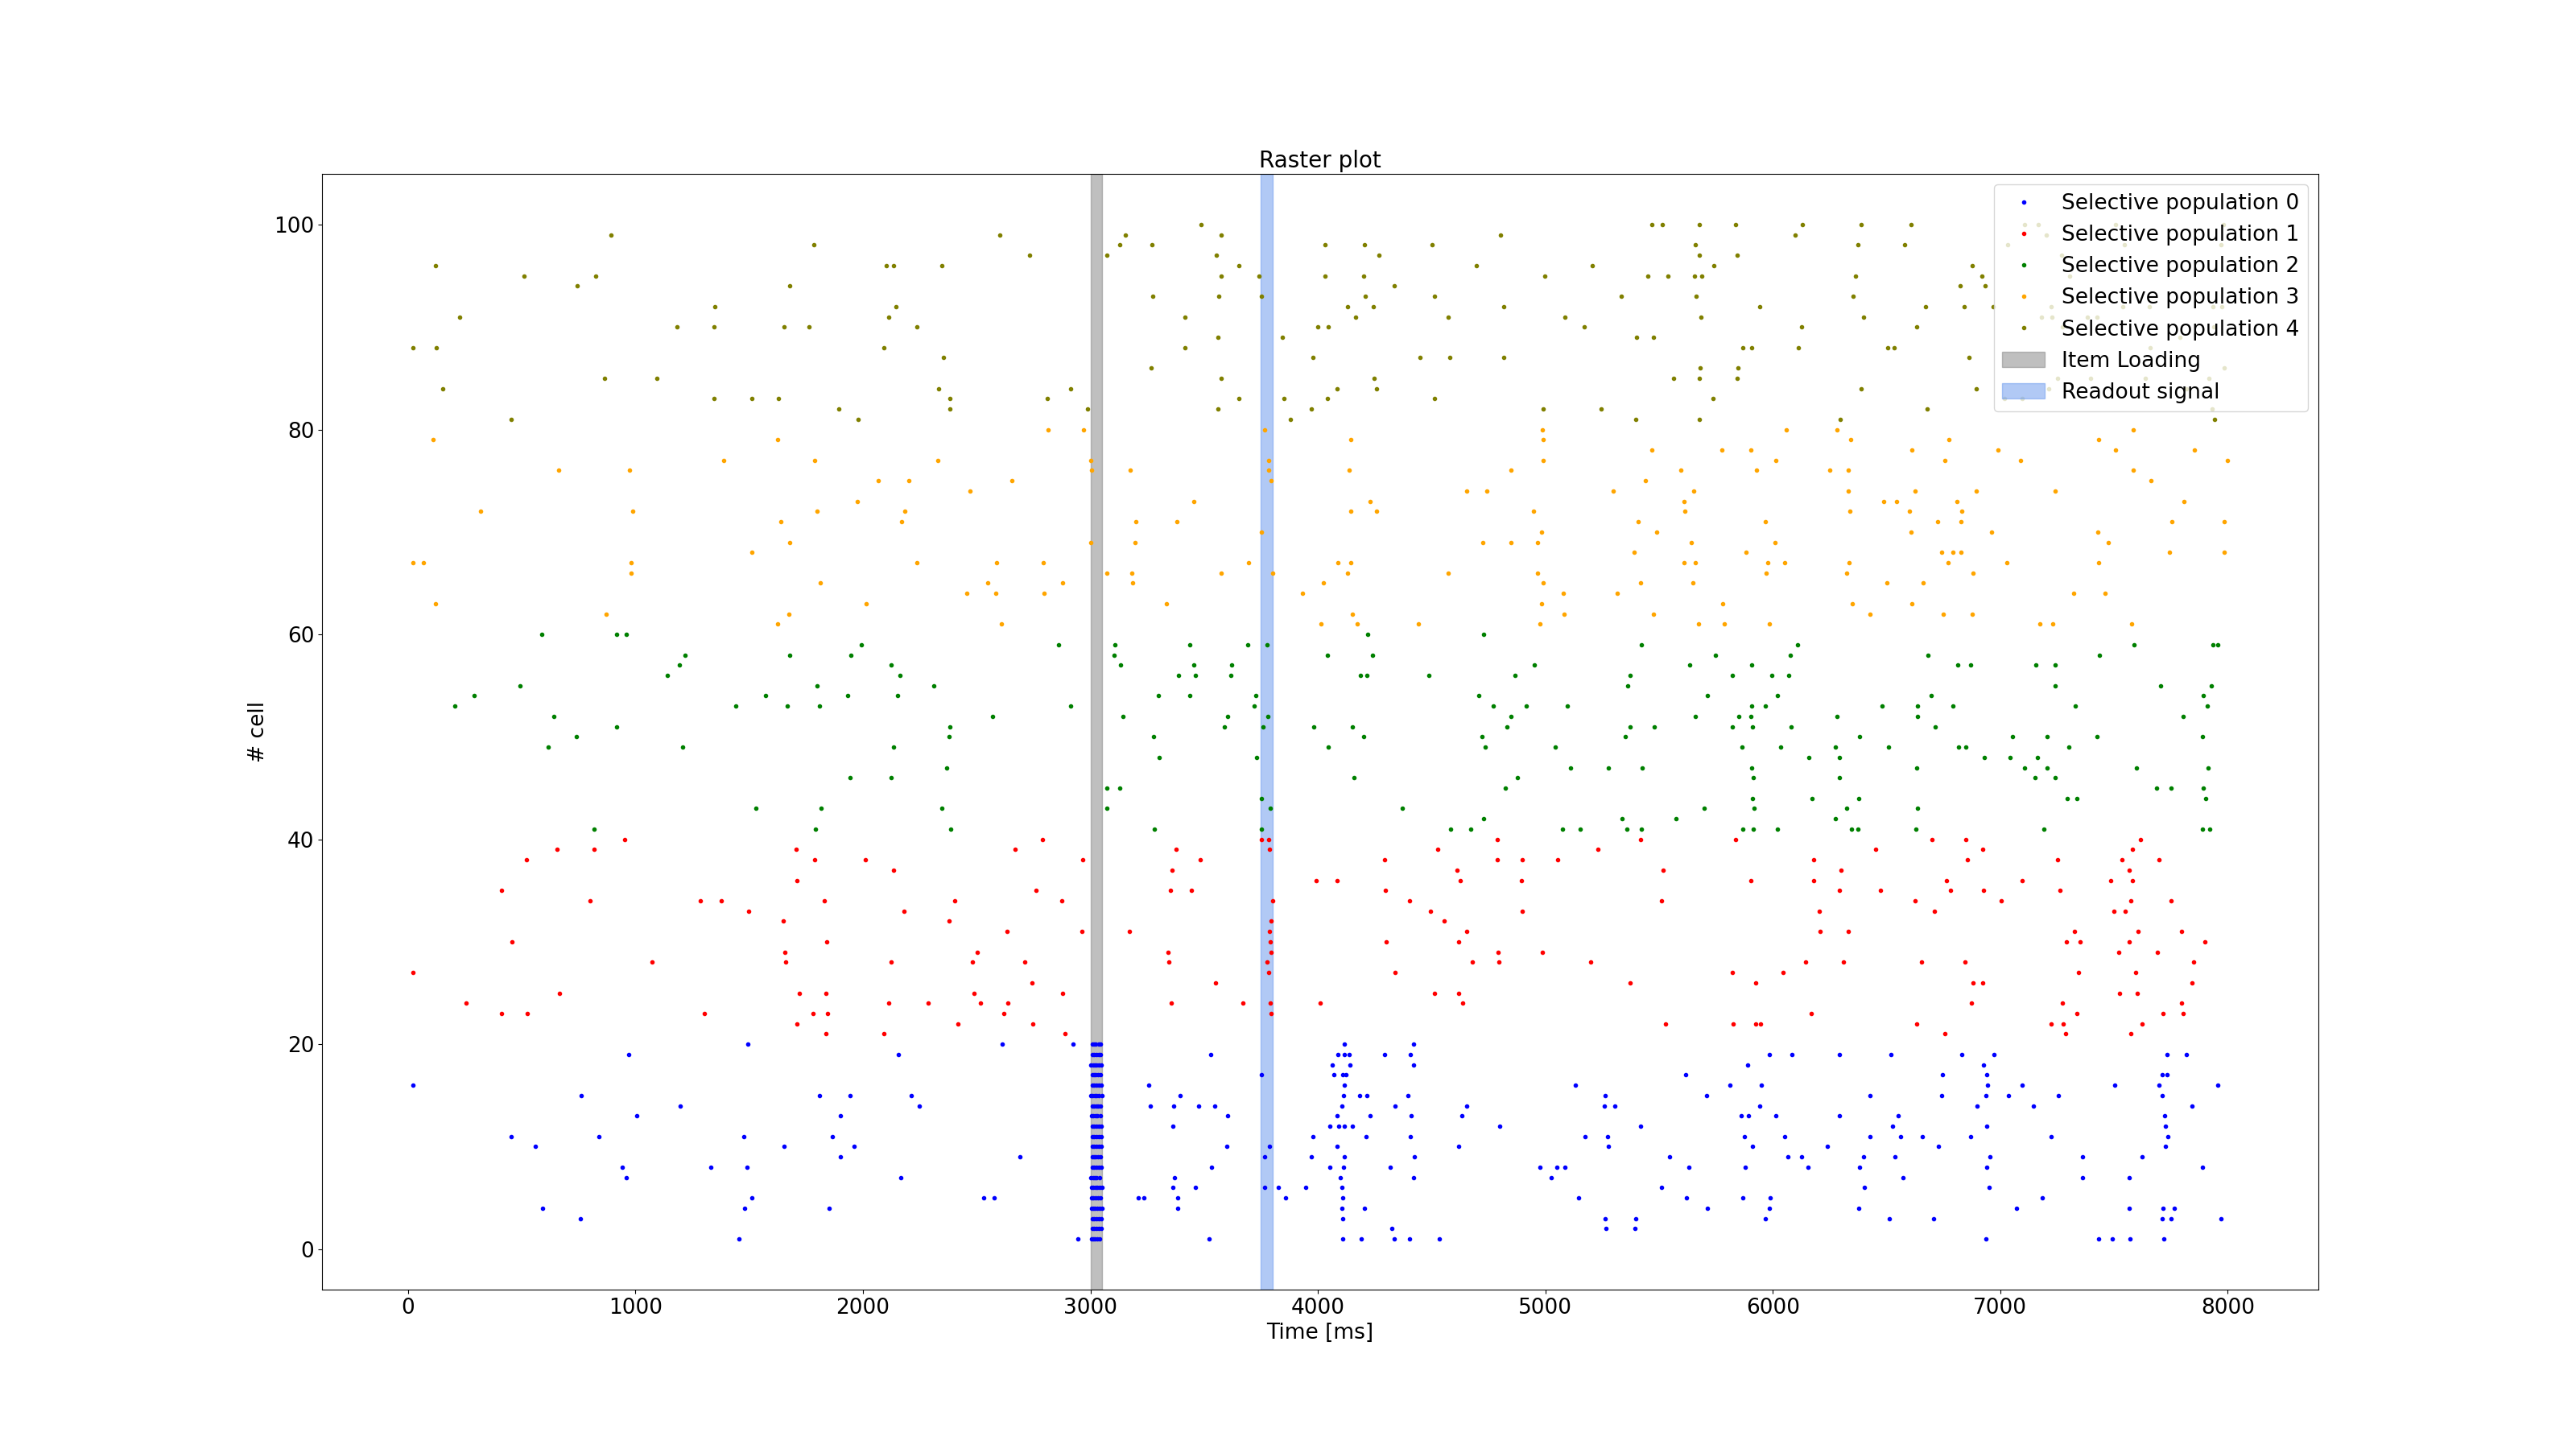 Raster plot
100
80
60
40
20
0
# cell
0 1000 2000 3000 4000 5000 6000 7000 8000
Time [ms]
Selective population 0
Selective population 1
Selective population 2
Selective population 3
Selective population 4
Item Loading
Readout signal